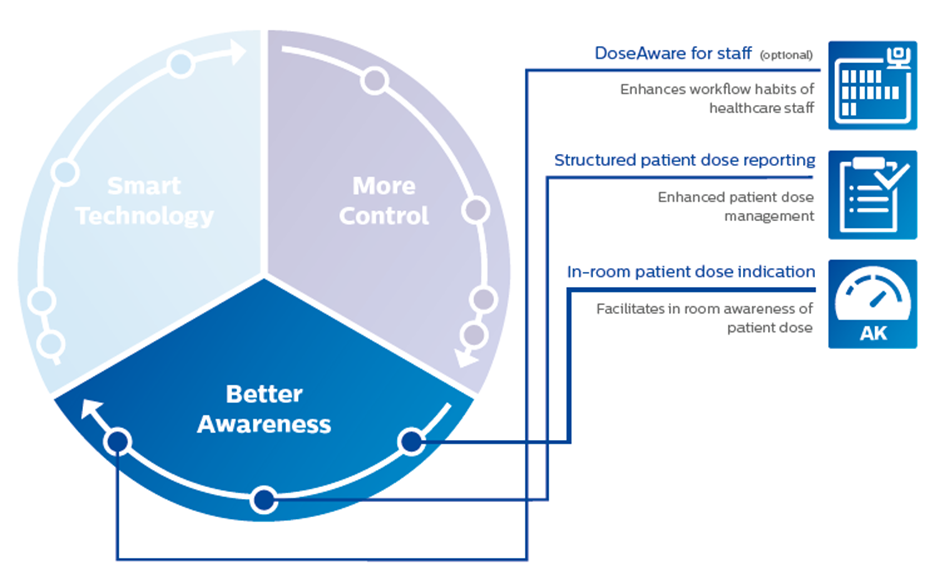 Smart
Technology
More
Control
Better
Awareness
DoseAware for staff (optional)
Enhances workflow habits of
healthcare staff
Structured patient dose reporting
Enhanced patient dose
management
In-room patient dose indication
Facilitates in room awareness of
patient dose
AK